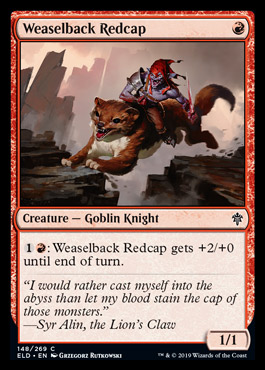 Weaselback Redcap
Creature — Goblin Knight
1 R: Weaselback Redcap gets +2/+0
until end of turn.
“I would rather cast myself into the
abyss than let my blood stain the cap of
those monsters.”
—Syr Alin, the Lion’s Claw
1/1
148/269 C
ELD • EN Grzegorz Rutkowski
™ & © 2019 Wizards of the Coast